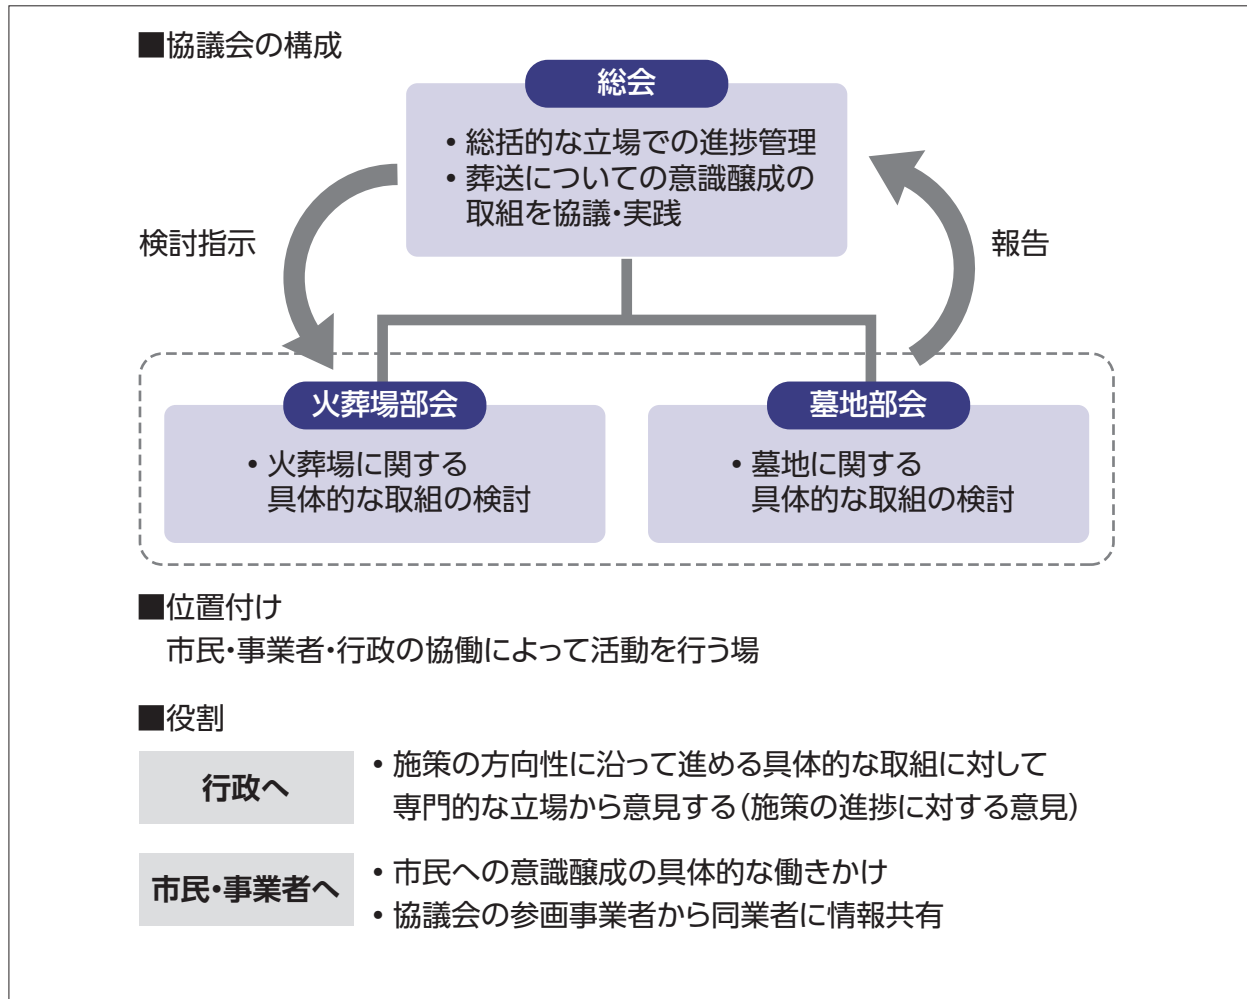 ■協議会の構成
総会
• 総括的な立場での進捗管理
• 葬送についての意識醸成の
取組を協議・実践
検討指示
報告
火葬場部会
• 火葬場に関する
具体的な取組の検討
墓地部会
• 墓地に関する
具体的な取組の検討
■位置付け
市民・事業者・行政の協働によって活動を行う場
■役割
行政へ
• 施策の方向性に沿って進める具体的な取組に対して
専門的な立場から意見する（施策の進捗に対する意見）
市民・事業者へ
• 市民への意識醸成の具体的な働きかけ
• 協議会の参画事業者から同業者に情報共有